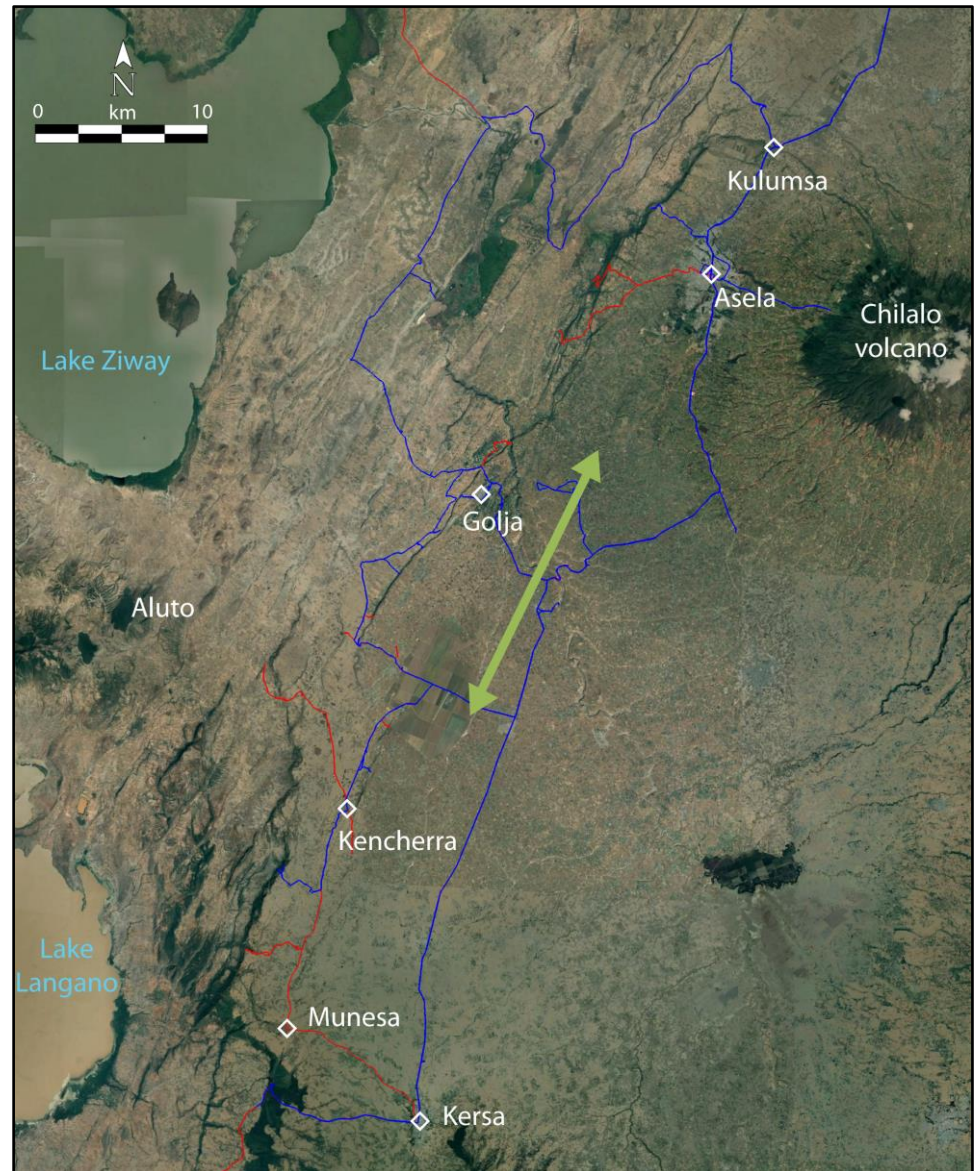 N
0 km 10
Kulumsa
Asela
Chilalo
volcano
Lake Ziway
Golja
Aluto
Kencherra
Lake
Langano
Munesa
Kersa